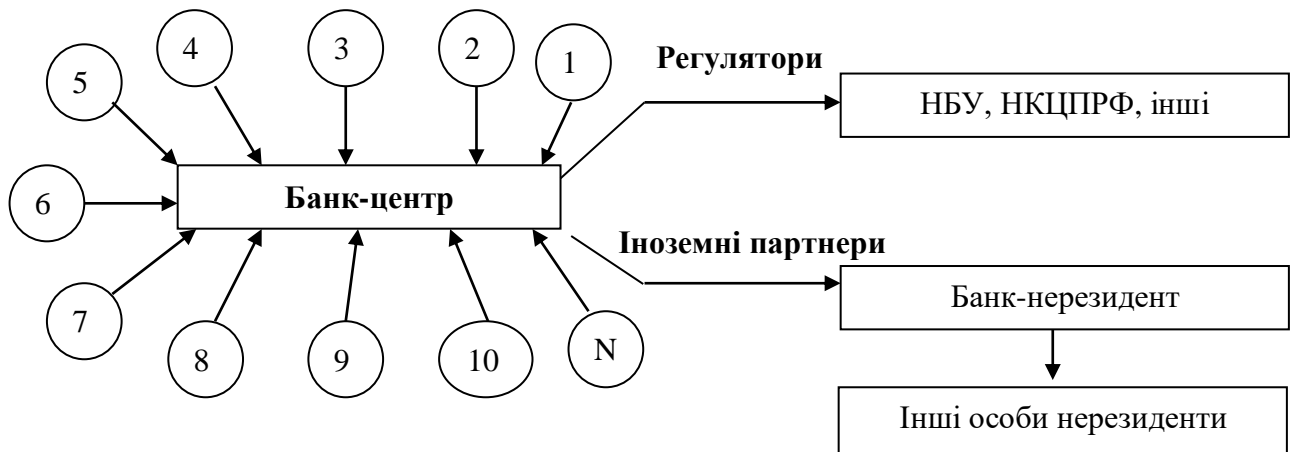 4
3
2
1
5
Регулятори
НБУ, НКЦПРФ, інші
6
Банк-центр
Іноземні партнери
Банк-нерезидент
7
8
9
10
N
Інші особи нерезиденти